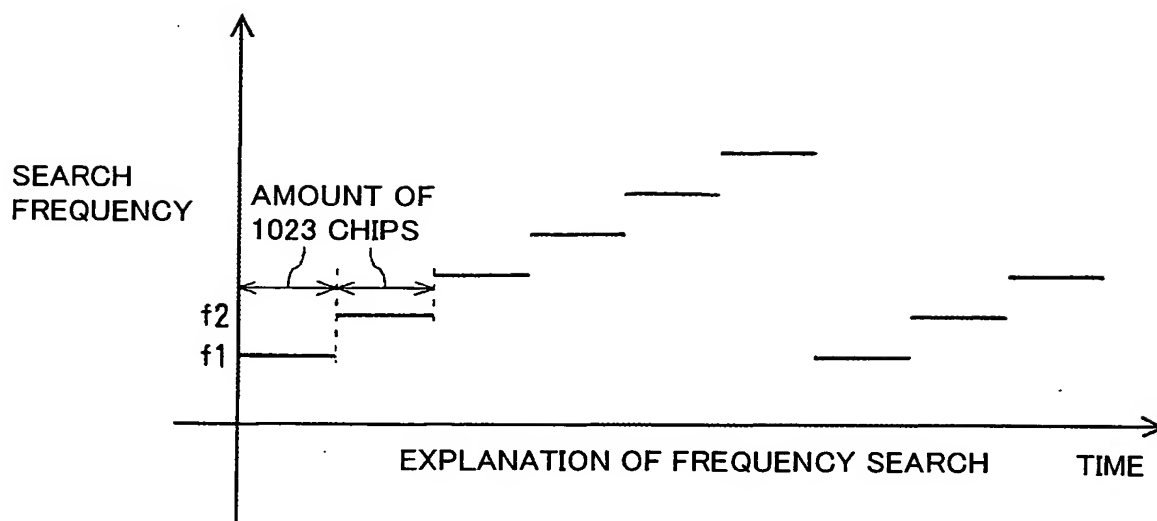 SEARCH
FREQUENCY
AMOUNT OF
1023 CHIPS
f2
f1
EXPLANATION OF FREQUENCY SEARCH
TIME